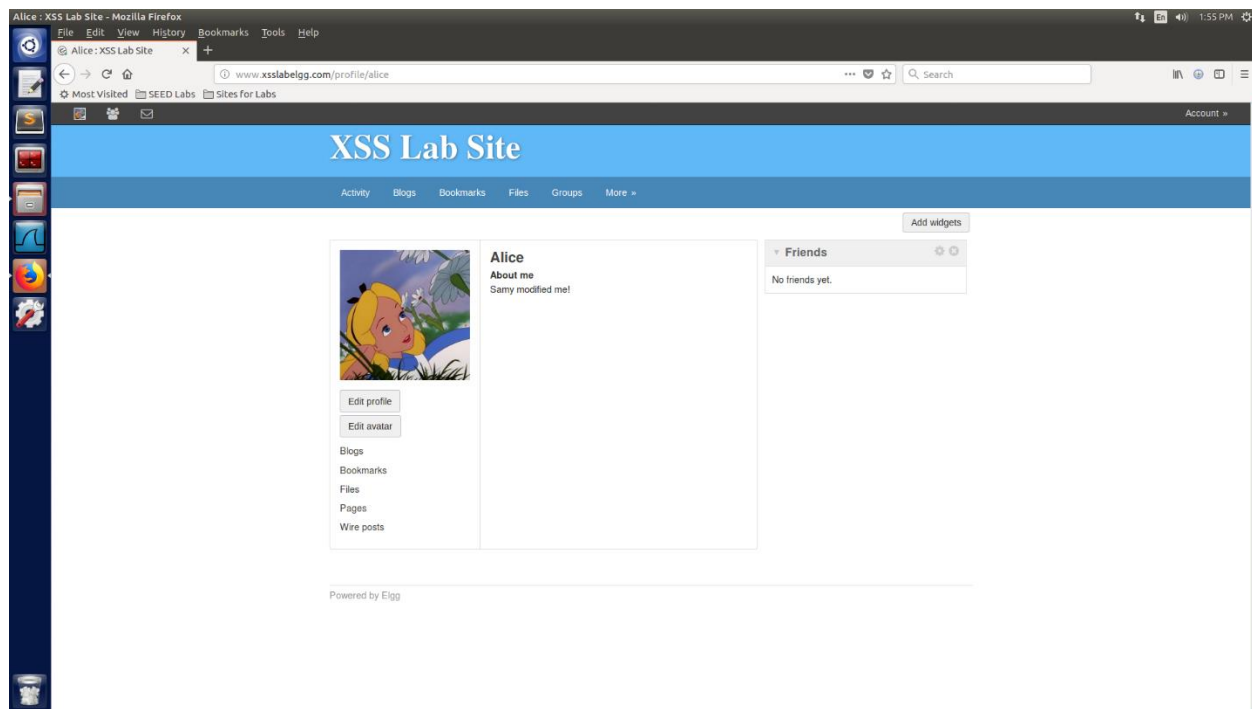 Alice : XSS Lab Site - Mozilla Firefox
En 1:55 PM
File Edit View History Bookmarks Tools Help
Alice : XSS Lab Site × +
www.xsslabelgg.com/profile/alice
Search
Most Visited SEED Labs Sites for Labs
Account »
XSS Lab Site
Activity Blogs Bookmarks Files Groups More »
Add widgets
Alice
About me
Samy modified me!
Friends
No friends yet.
Edit profile
Edit avatar
Blogs
Bookmarks
Files
Pages
Wire posts
Powered by Elgg